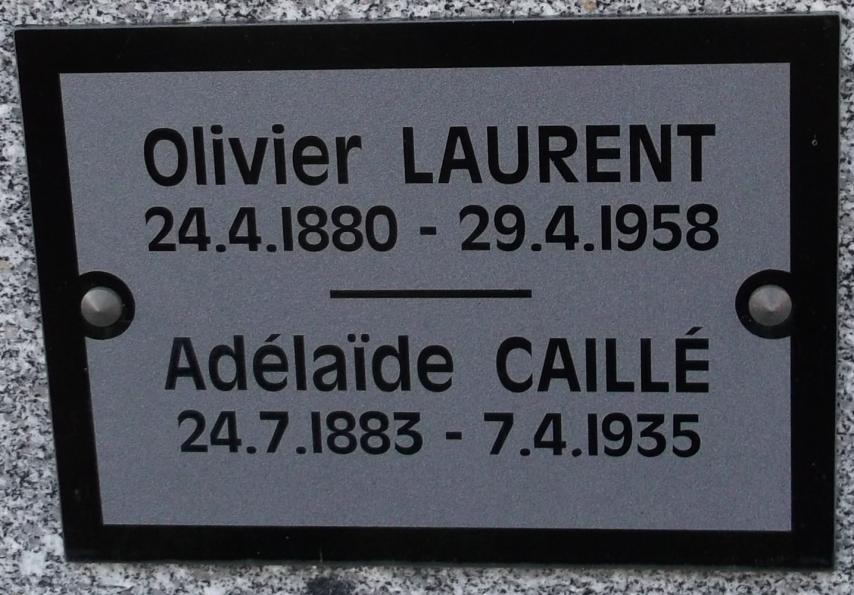 Olivier LAURENT
24.4.1880 - 29.4.1958
Adélaïde CAILLÉ
24.7.1883 - 7.4.1935